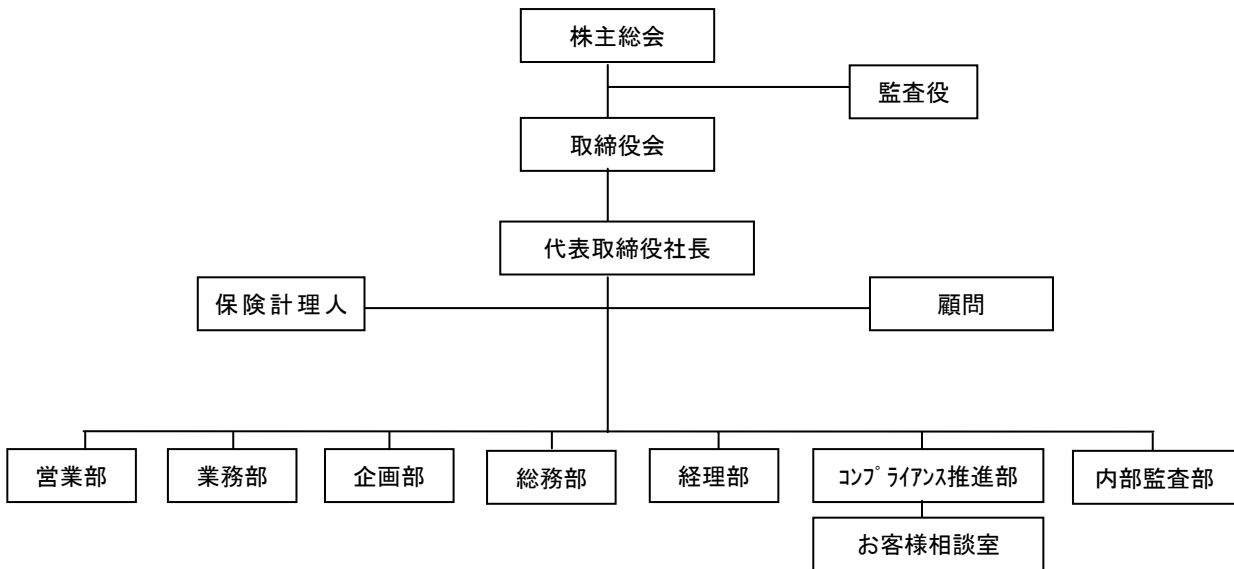 株主総会
監査役
取締役会
代表取締役社長
保険計理人
顧問
営業部
業務部
企画部
総務部
経理部
ｺﾝﾌﾟﾗｲｱﾝｽ推進部
内部監査部
お客様相談室